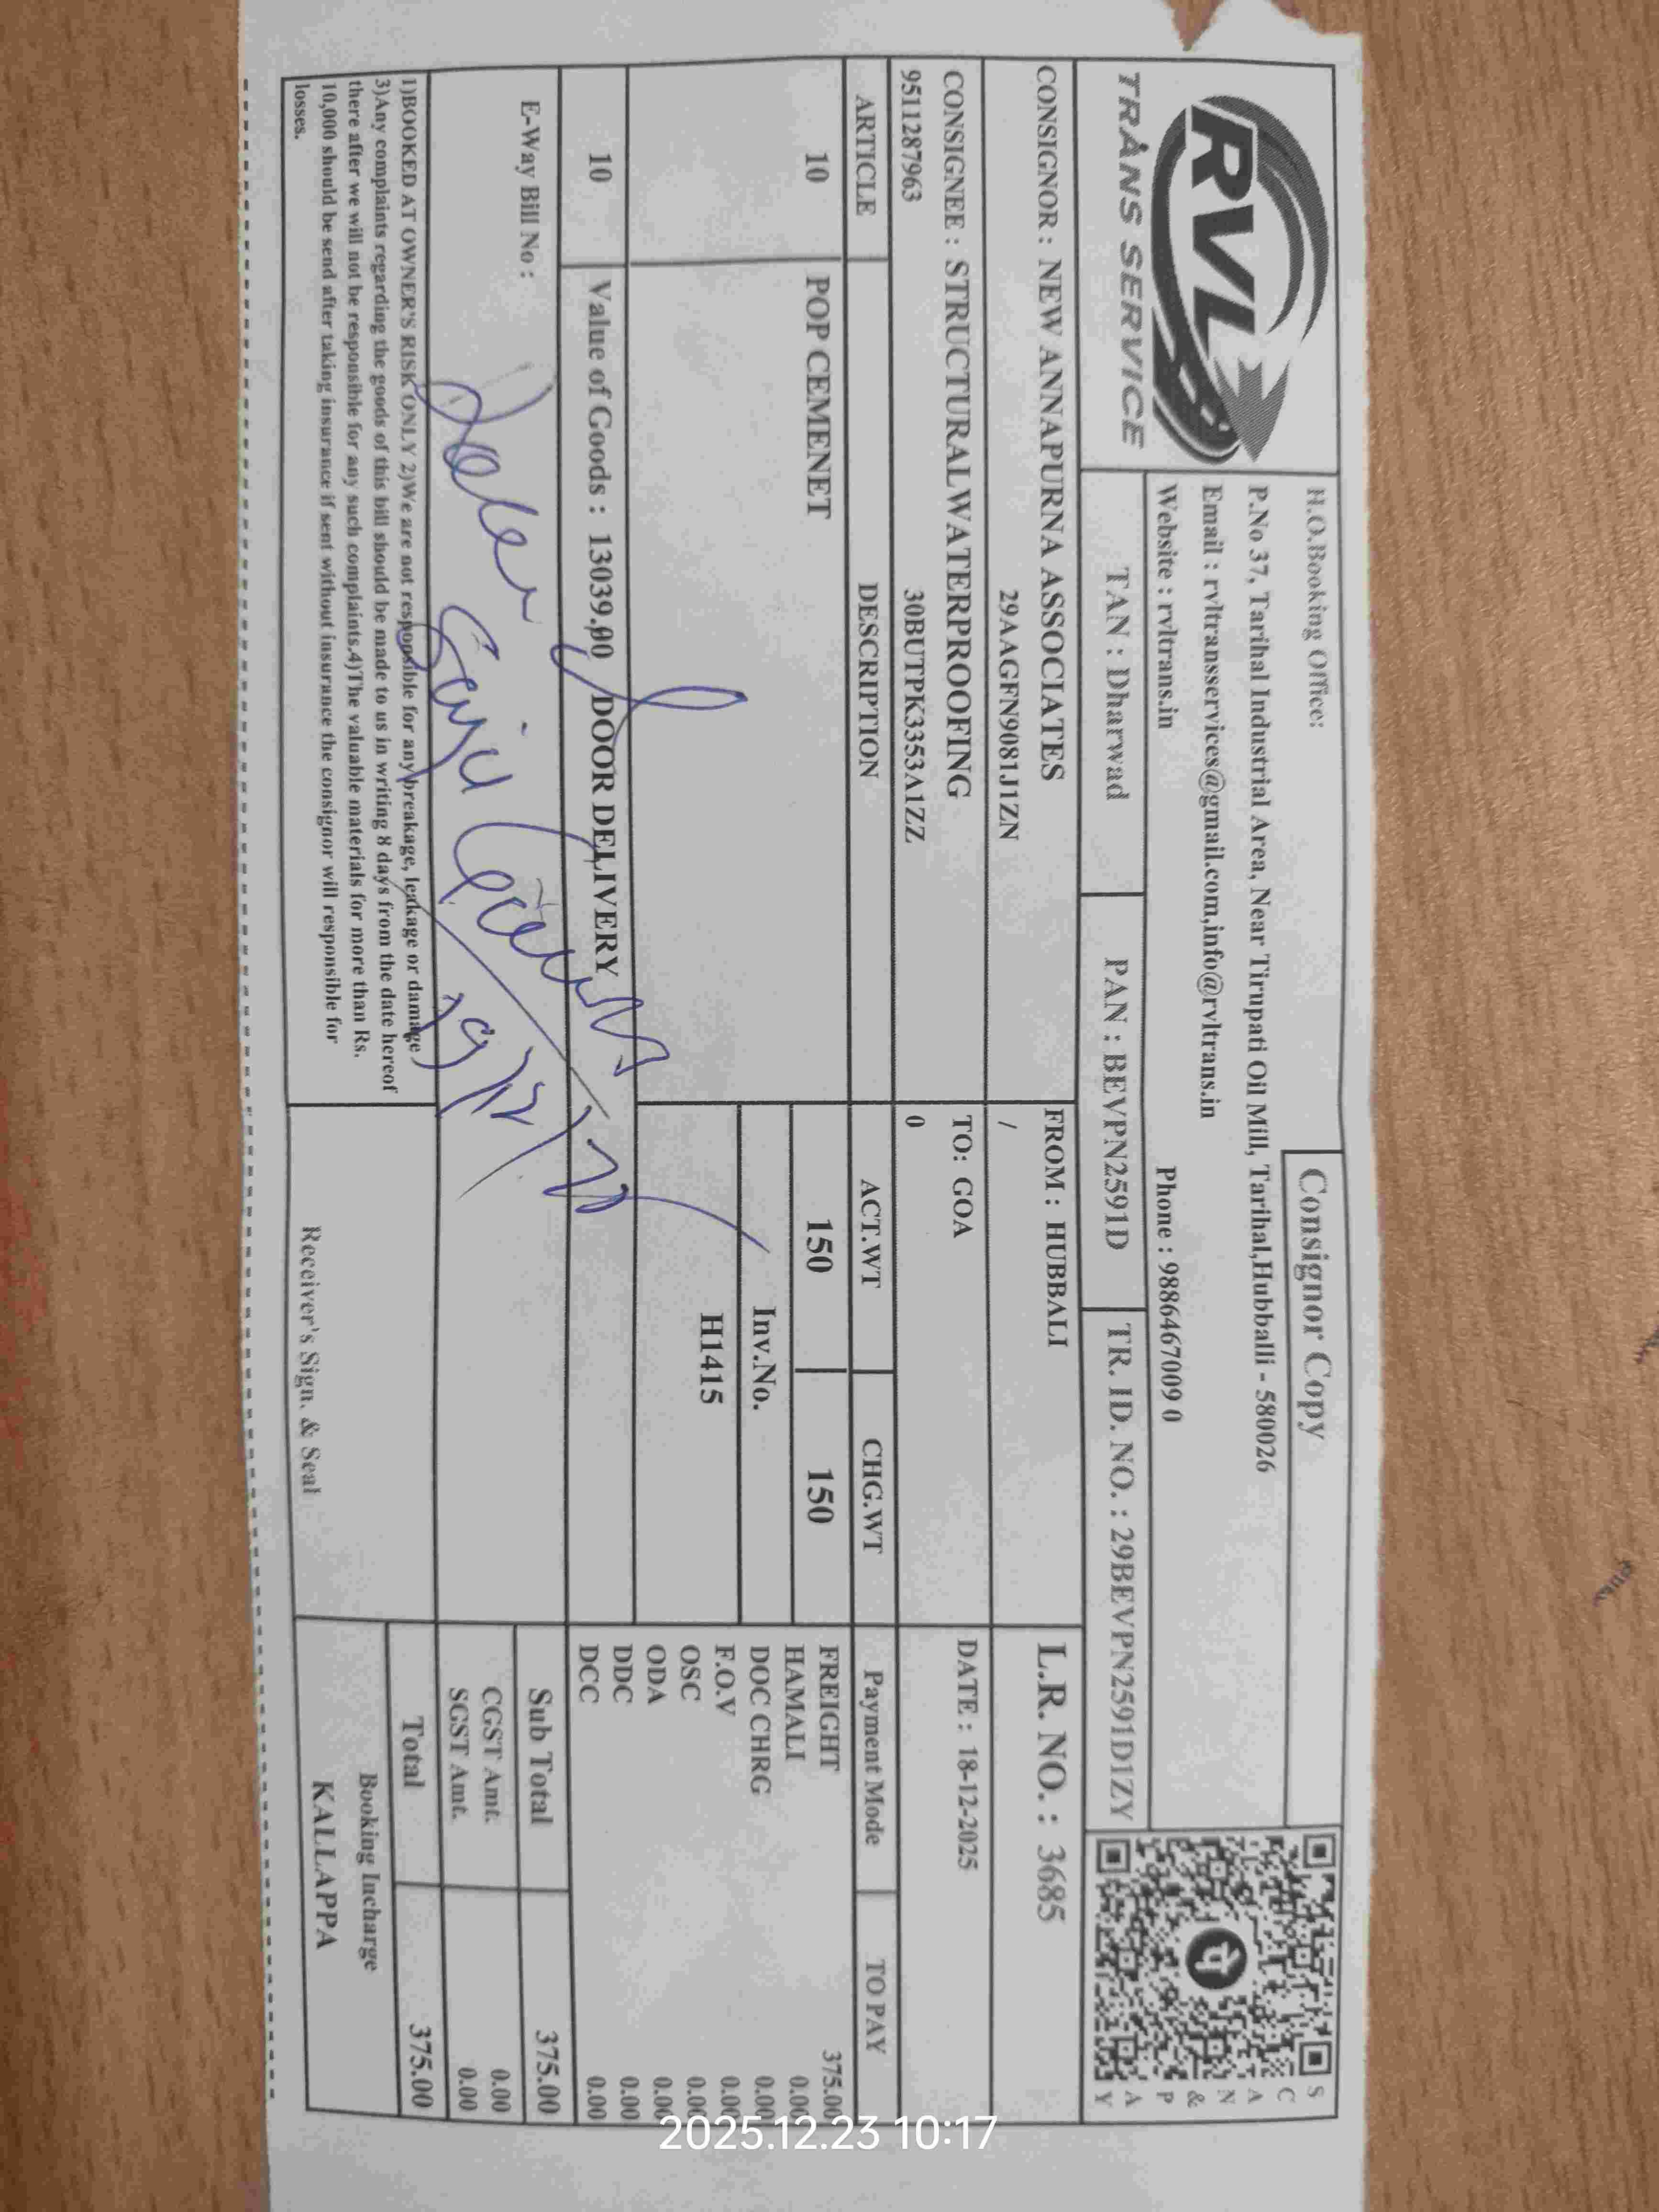 RVL
TRANS SERVICE
H.O.Booking Office:
Consignor Copy
P.No 37, Tarihal Industrial Area, Near Tirupati Oil Mill, Tarihal,Hubballi - 580026
Email : rvltransservices@gmail.com,info@rvltrans.in
Website : rvltrans.in Phone : 9886467009 0
SCAN & PAY
TAN : Dharwad PAN : BEVPN2591D TR. ID. NO. : 29BEVPN2591D1ZY
CONSIGNOR : NEW ANNAPURNA ASSOCIATES FROM : HUBBALI L.R. NO. : 3685
29AAGFN9081J1ZN /
CONSIGNEE : STRUCTURALWATERPROOFING TO: GOA DATE : 18-12-2025
9511287963 30BUTPK3353A1ZZ 0
ARTICLE DESCRIPTION ACT.WT CHG.WT Payment Mode TO PAY
10 POP CEMENET 150 150 FREIGHT 375.00
HAMALI 0.00
Inv.No. DOC CHRG 0.00
F.O.V 0.00
H1415 OSC 0.00
ODA 0.00
DDC 0.00
10 Value of Goods : 13039.00 DOOR DELIVERY DCC 0.00
Sub Total 375.00
E-Way Bill No :
CGST Amt. 0.00
SGST Amt. 0.00
Total 375.00
1)BOOKED AT OWNER'S RISK ONLY 2)We are not responsible for any breakage, leakage or damage
3)Any complaints regarding the goods of this bill should be made to us in writing 8 days from the date hereof
there after we will not be responsible for any such complaints.4)The valuable materials for more than Rs.
10,000 should be send after taking insurance if sent without insurance the consignor will responsible for
losses.
Receiver's Sign. & Seal
Booking Incharge
KALLAPPA
2025.12.23 10:17